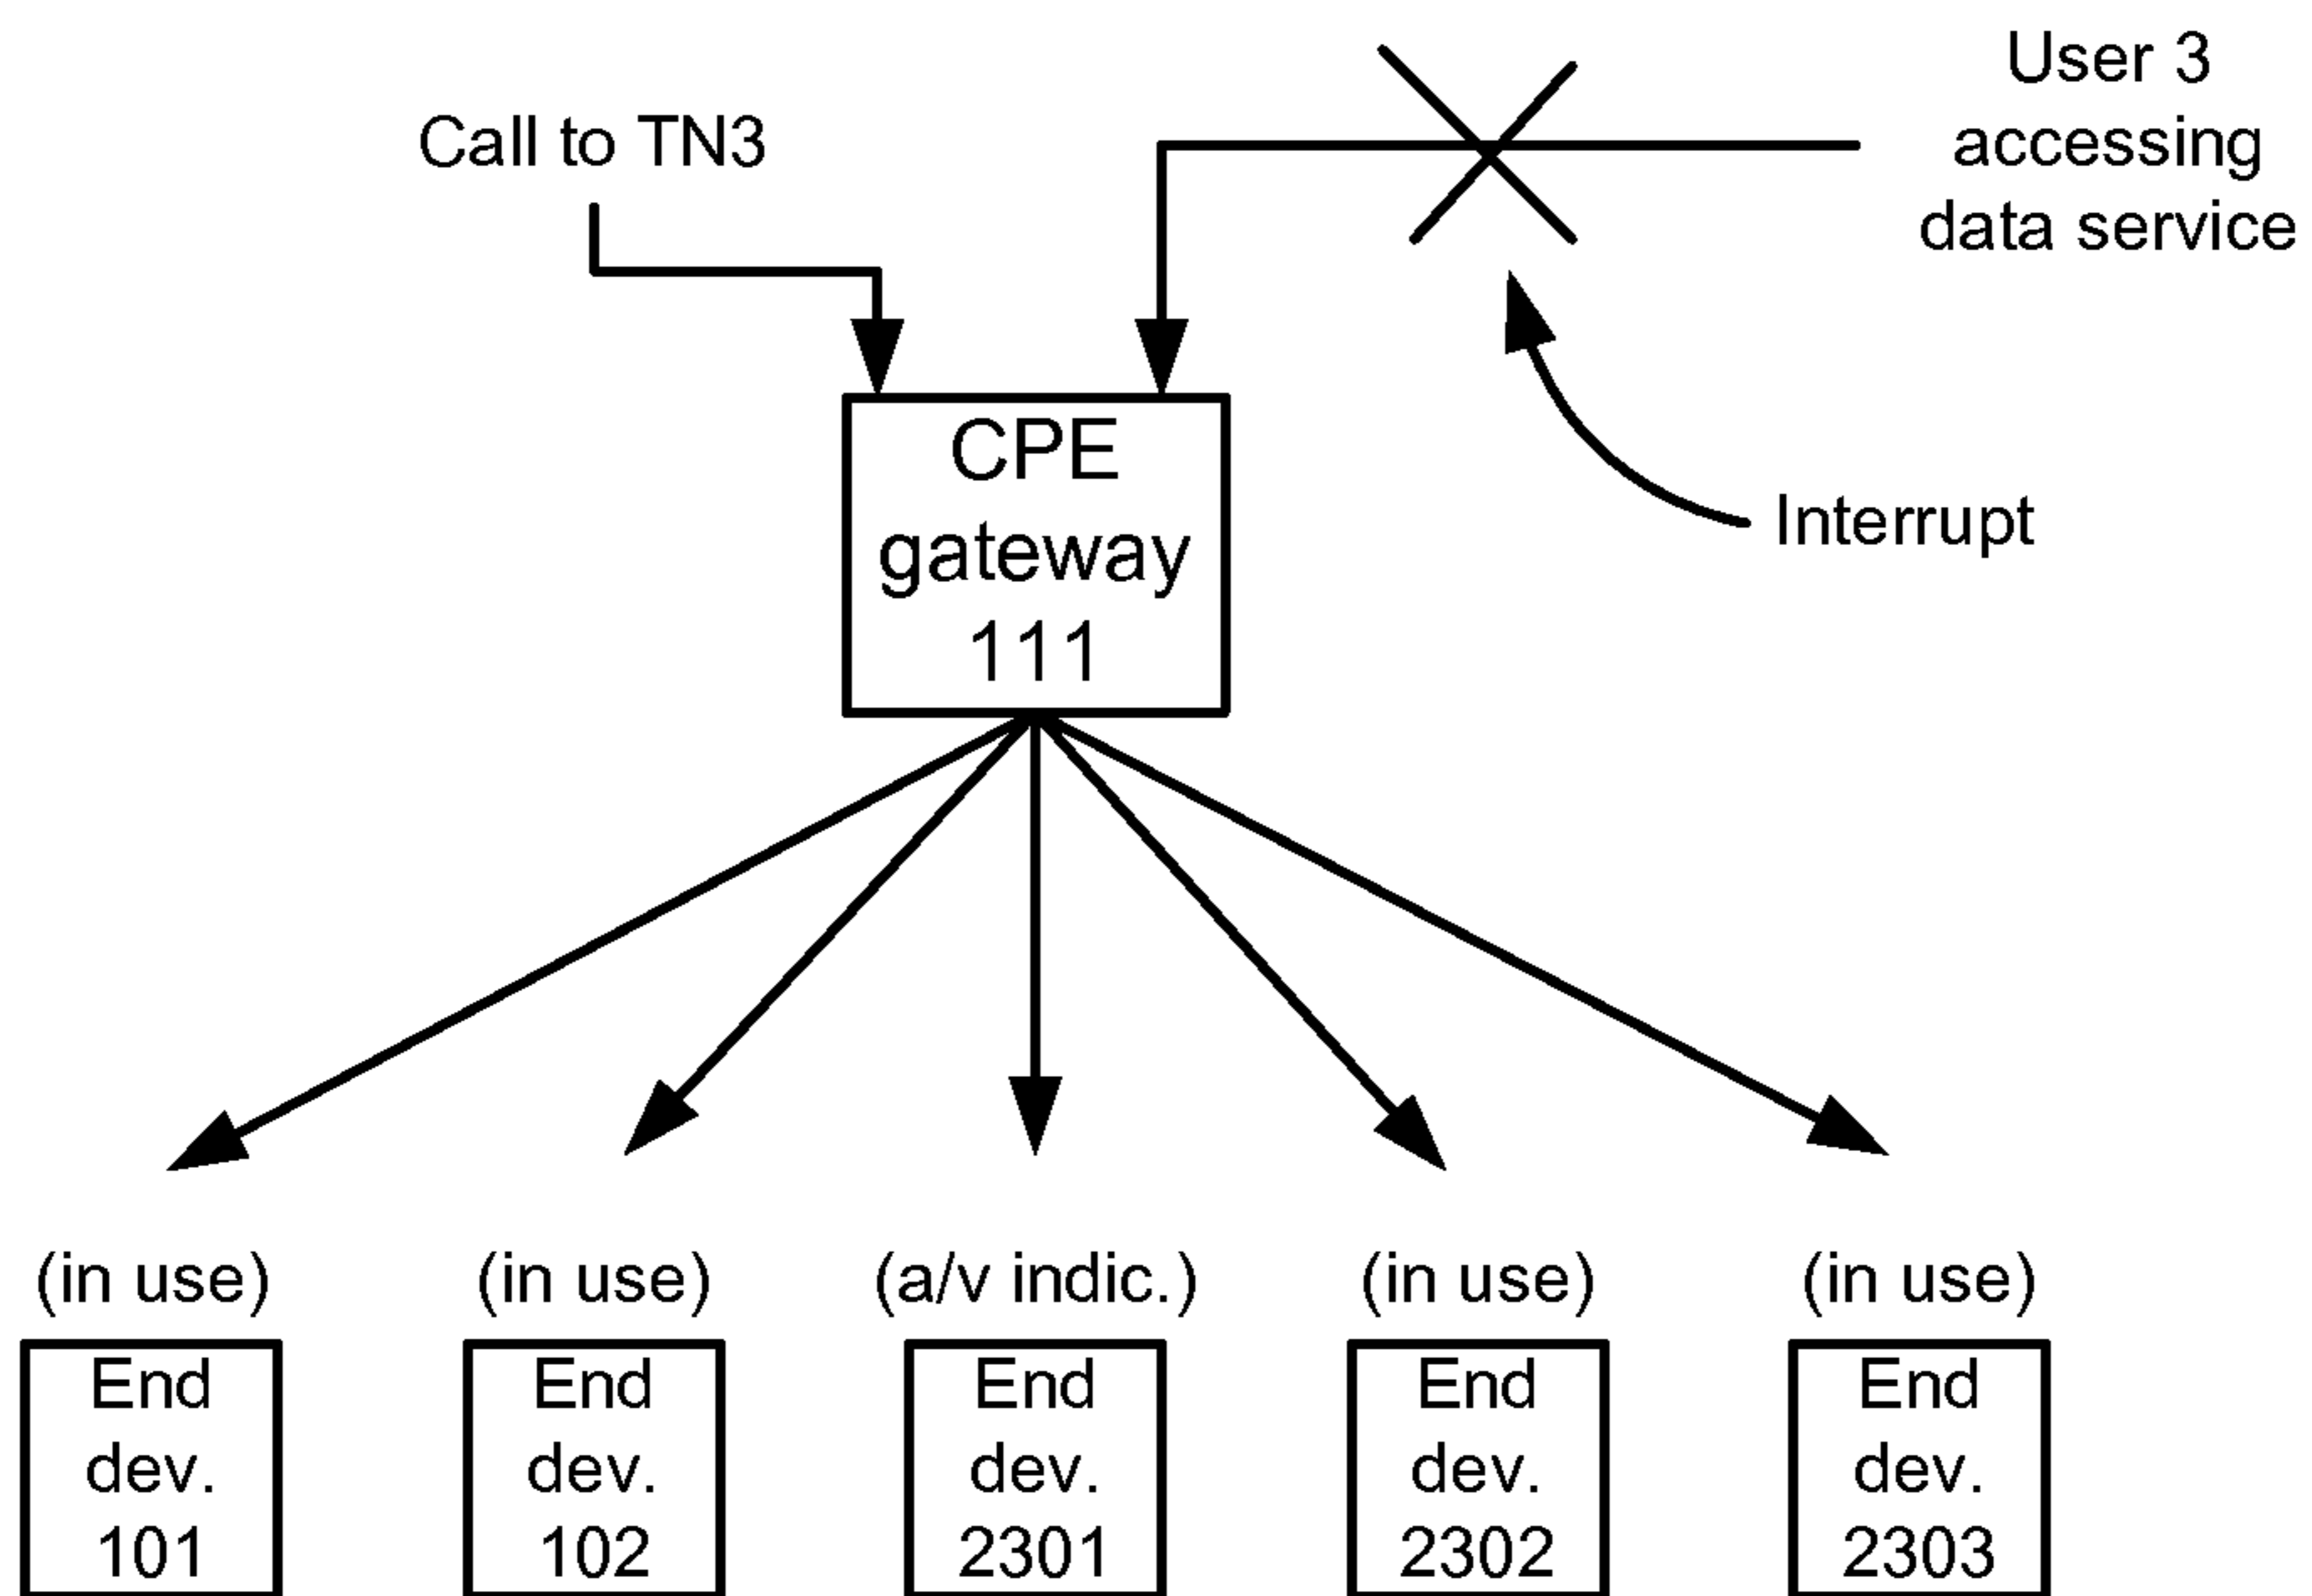 User 3
accessing
data service
Call to TN3
Interrupt
CPE
gateway
111
(in use)
(in use)
(a/v indic.)
(in use)
(in use)
End
dev.
101
End
dev.
102
End
dev.
2301
End
dev.
2302
End
dev.
2303